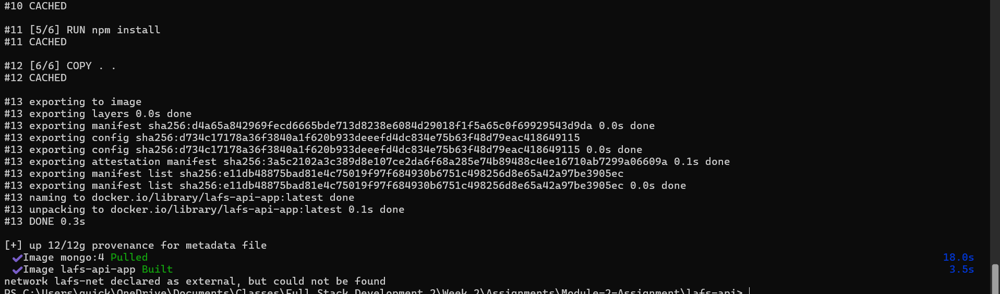 #10 CACHED
#11 [5/6] RUN npm install
#11 CACHED
#12 [6/6] COPY . .
#12 CACHED
#13 exporting to image
#13 exporting layers 0.0s done
#13 exporting manifest sha256:d4a65a842969fecd6665bde713d8238e6084d29018f1f5a65c0f69929543d9da 0.0s done
#13 exporting config sha256:d734c17178a36f3840a1f620b933deeefd4dc834e75b63f48d79eac418649115
#13 exporting config sha256:d734c17178a36f3840a1f620b933deeefd4dc834e75b63f48d79eac418649115 0.0s done
#13 exporting attestation manifest sha256:3a5c2102a3c389d8e107ce2da6f68a285e74b89488c4ee16710ab7299a06609a 0.1s done
#13 exporting manifest list sha256:e11db48875bad81e4c75019f97f684930b6751c498256d8e65a42a97be3905ec
#13 exporting manifest list sha256:e11db48875bad81e4c75019f97f684930b6751c498256d8e65a42a97be3905ec 0.0s done
#13 naming to docker.io/library/lafs-api-app:latest done
#13 unpacking to docker.io/library/lafs-api-app:latest 0.1s done
#13 DONE 0.3s
[+] up 12/12g provenance for metadata file
✔Image mongo:4 Pulled 18.0s
✔Image lafs-api-app Built 3.5s
network lafs-net declared as external, but could not be found
PS C:\Users\quick\OneDrive\Documents\Classes\Full Stack Development 2\Week 2\Assignments\Module-2-Assignment\lafs-api>